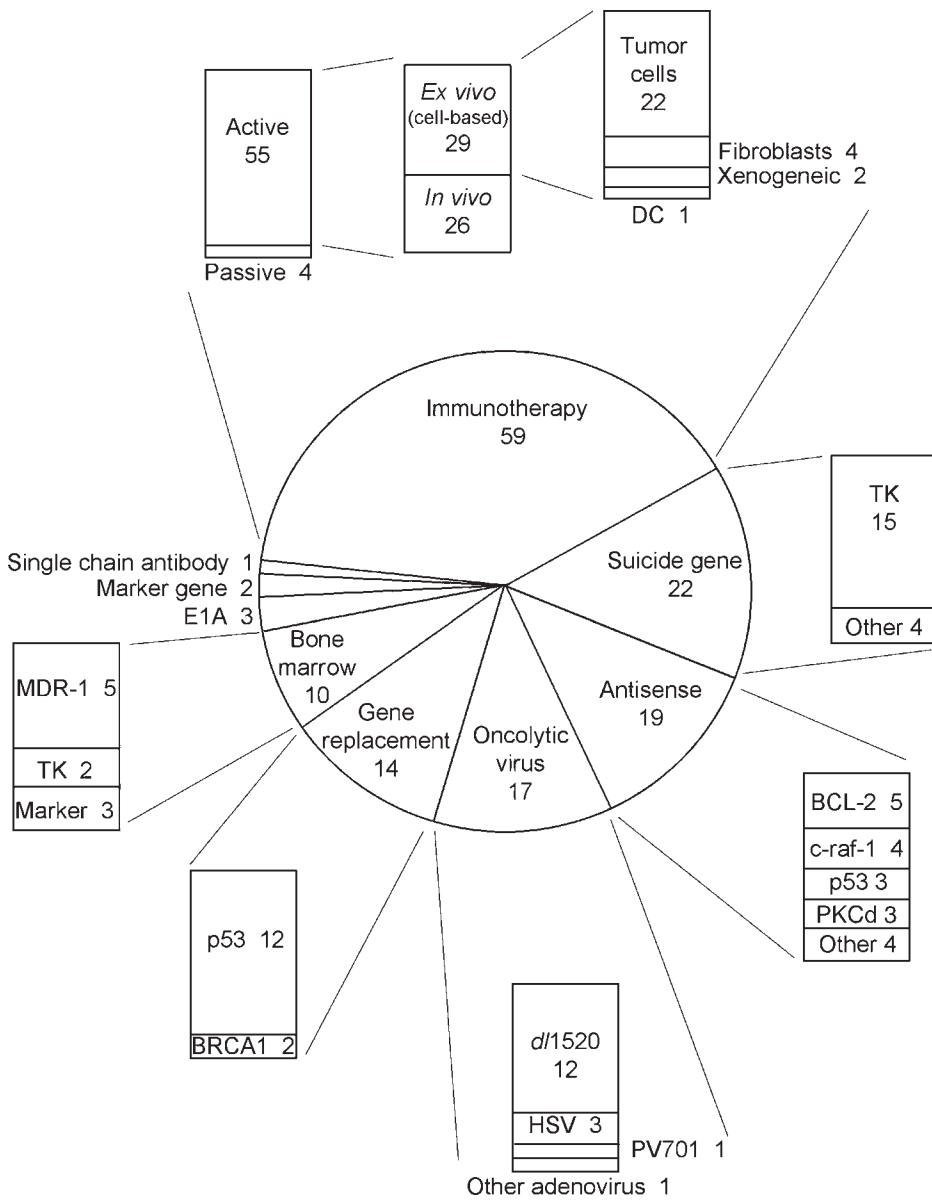 Tumor
cells
22
Fibroblasts 4
Xenogeneic 2
DC 1
Ex vivo
(cell-based)
29
In vivo
26
Active
55
Passive 4
Immunotherapy
59
TK
15
Other 4
Suicide gene
22
Single chain antibody 1
Marker gene 2
E1A 3
Bone
marrow
10
MDR-1 5
TK 2
Marker 3
Gene
replacement
14
Oncolytic
virus
17
Antisense
19
BCL-2 5
c-raf-1 4
p53 3
PKCd 3
Other 4
p53 12
BRCA1 2
dl1520
12
HSV 3
PV701 1
Other adenovirus 1